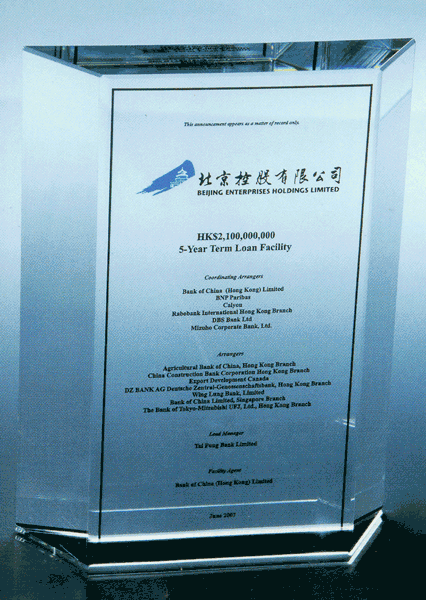 This announcement appears as a matter of record only.
北京控股有限公司
BEIJING ENTERPRISES HOLDINGS LIMITED
HK$2,100,000,000
5-Year Term Loan Facility
Coordinating Arrangers
Bank of China (Hong Kong) Limited
BNP Paribas
Calyon
Rabobank International Hong Kong Branch
DBS Bank Ltd
Mizuho Corporate Bank, Ltd.
Arrangers
Agricultural Bank of China, Hong Kong Branch
China Construction Bank Corporation Hong Kong Branch
Export Development Canada
DZ BANK AG Deutsche Zentral-Genossenschaftsbank, Hong Kong Branch
Wing Lung Bank, Limited
Bank of China Limited, Singapore Branch
The Bank of Tokyo-Mitsubishi UFJ, Ltd., Hong Kong Branch
Lead Manager
Tai Fung Bank Limited
Facility Agent
Bank of China (Hong Kong) Limited
June 2007